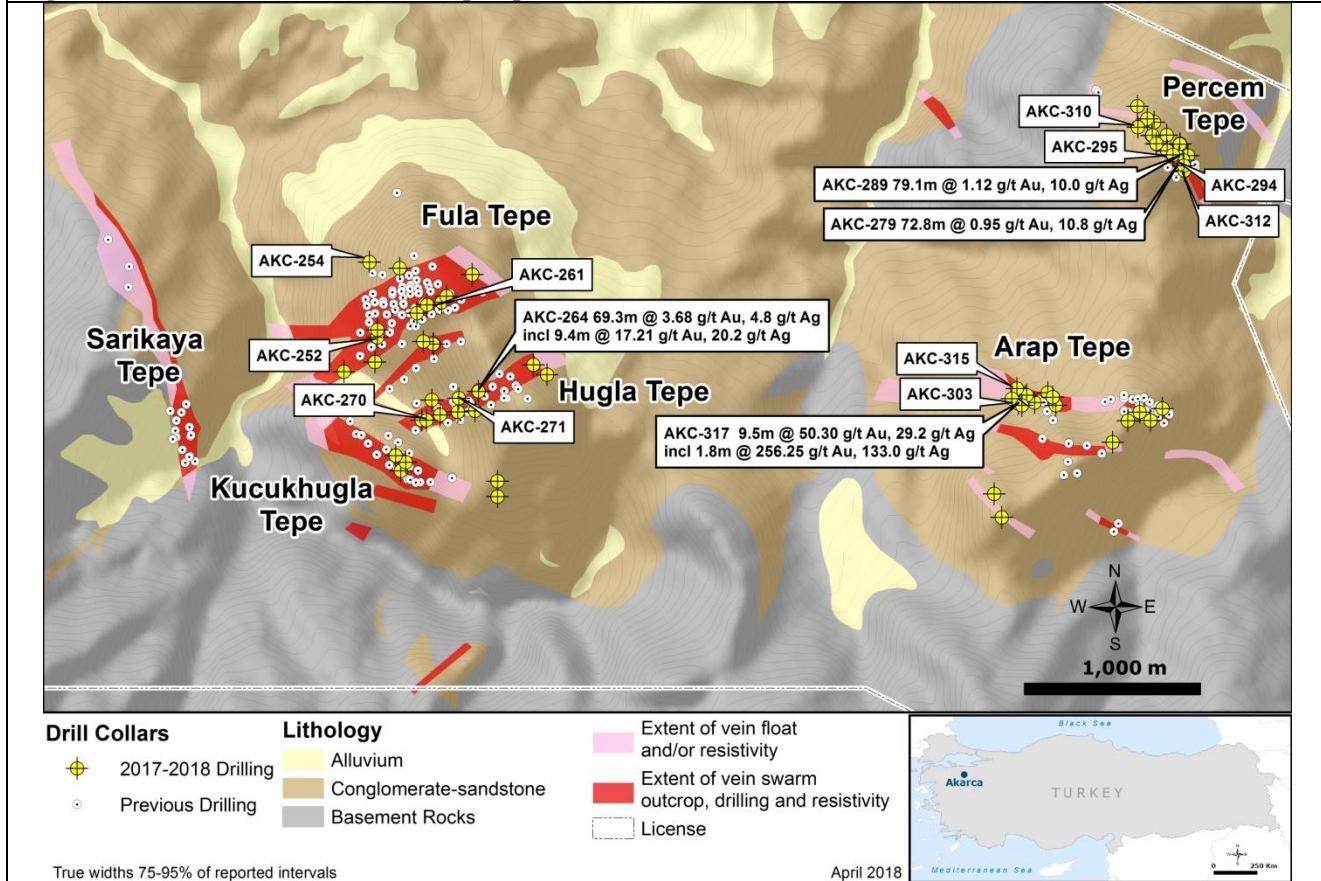 Percem
Tepe
AKC-310
AKC-295
AKC-289 79.1m @ 1.12 g/t Au, 10.0 g/t Ag
AKC-294
AKC-279 72.8m @ 0.95 g/t Au, 10.8 g/t Ag
AKC-312
Fula Tepe
AKC-254
AKC-261
AKC-264 69.3m @ 3.68 g/t Au, 4.8 g/t Ag
incl 9.4m @ 17.21 g/t Au, 20.2 g/t Ag
Sarikaya
Tepe
AKC-252
Hugla Tepe
AKC-270
AKC-271
Arap Tepe
AKC-315
AKC-303
AKC-317 9.5m @ 50.30 g/t Au, 29.2 g/t Ag
incl 1.8m @ 256.25 g/t Au, 133.0 g/t Ag
Kucukhugla
Tepe
N
W
E
S
1,000 m
Drill Collars
2017-2018 Drilling
Previous Drilling
Lithology
Alluvium
Conglomerate-sandstone
Basement Rocks
Extent of vein float
and/or resistivity
Extent of vein swarm
outcrop, drilling and resistivity
License
Black Sea
Akarca
TURKEY
Mediterranean Sea
0 250 Km
True widths 75-95% of reported intervals
April 2018